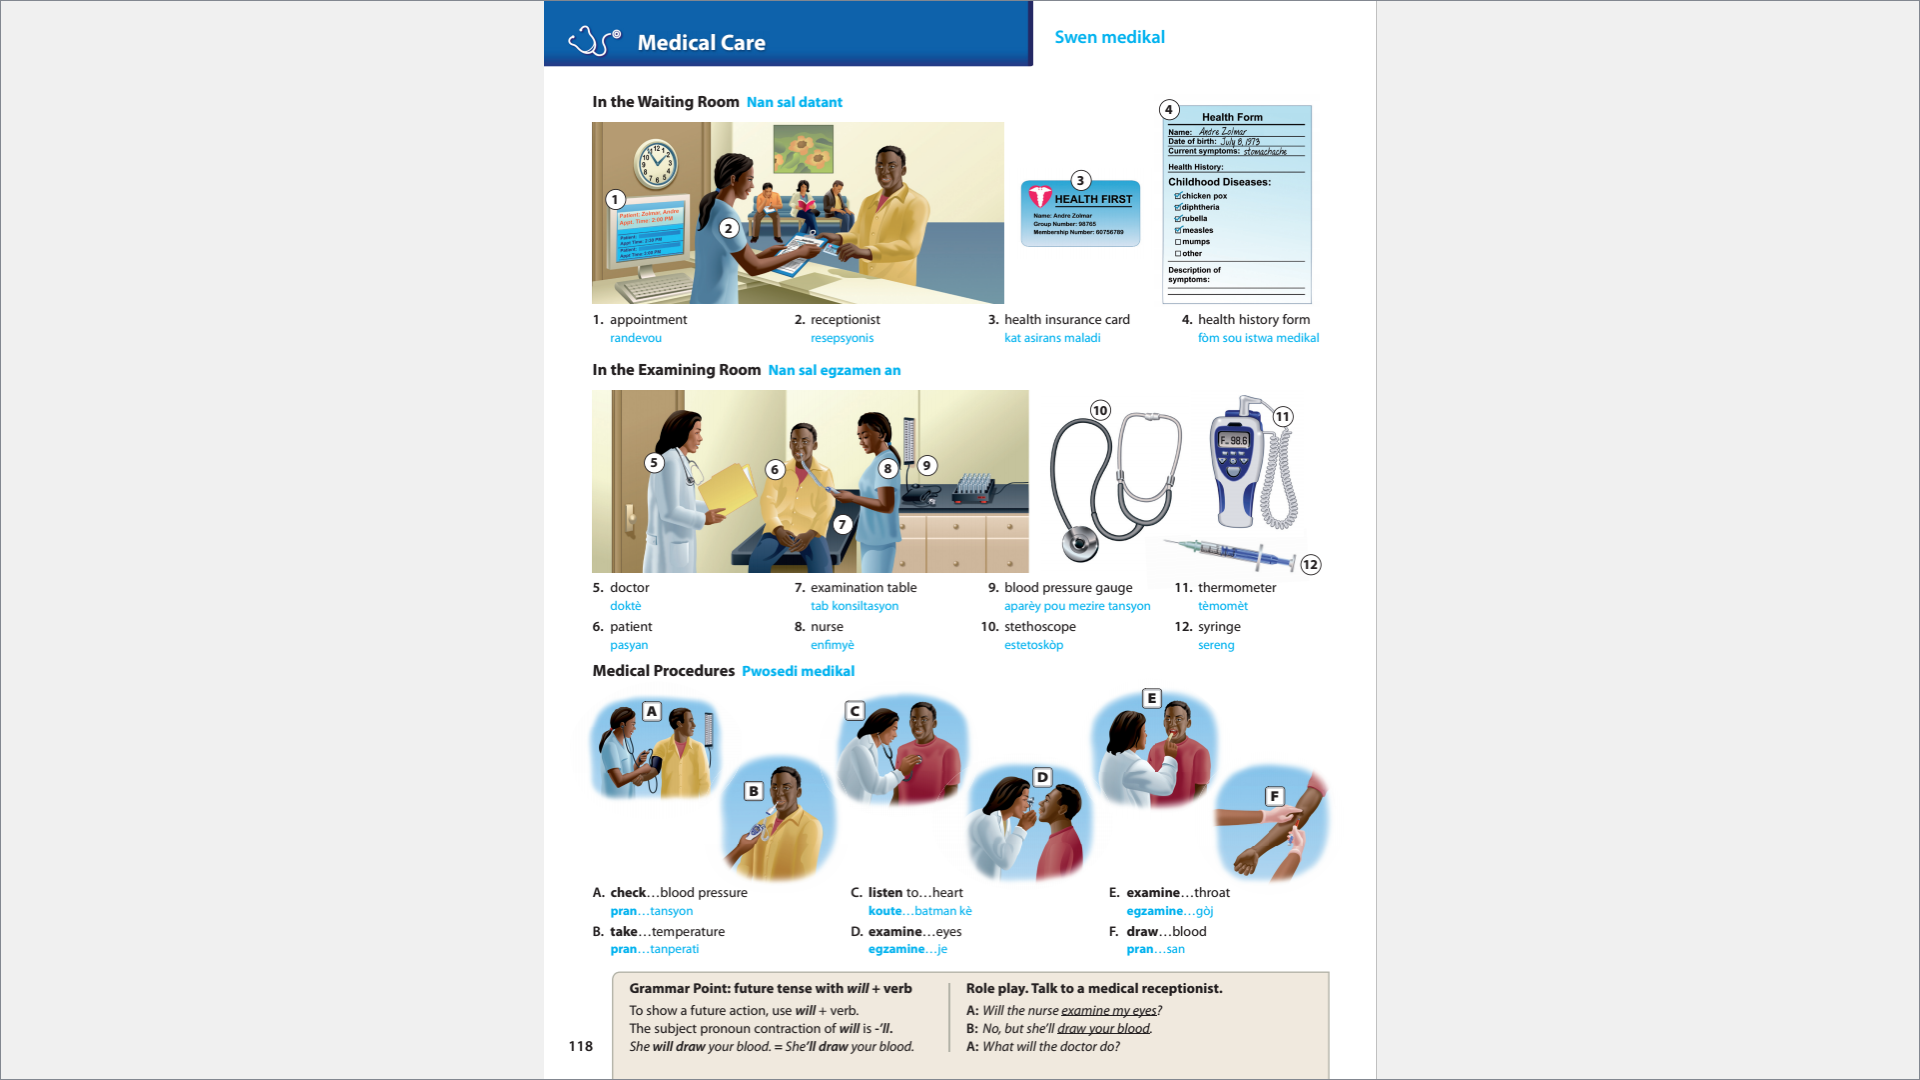 Medical Care
Swen medikal
In the Waiting Room Nan sal datant
1
Patient: Zolmar, Andre
Appt. Time: 2:00 PM
2
3
HEALTH FIRST
Name: Andre Zolmar
Group Number: 98765
Membership Number: 60756789
4
Health Form
Name: Andre Zolmar
Date of birth: July 8, 1973
Current symptoms: stomachache
Health History:
Childhood Diseases:
chicken pox
diphtheria
rubella
measles
mumps
other
Description of
symptoms:
1. appointment
randevou
2. receptionist
resepsyonis
3. health insurance card
kat asirans maladi
4. health history form
fòm sou istwa medikal
In the Examining Room Nan sal egzamen an
5
6
7
8
9
10
11
F 98.6
12
5. doctor
doktè
6. patient
pasyan
7. examination table
tab konsiltasyon
8. nurse
enfimyè
9. blood pressure gauge
aparèy pou mezire tansyon
10. stethoscope
estetoskòp
11. thermometer
tèmomèt
12. syringe
sereng
Medical Procedures Pwosedi medikal
A
B
C
D
E
F
A. check…blood pressure
pran…tansyon
B. take…temperature
pran…tanperati
C. listen to…heart
koute…batman kè
D. examine…eyes
egzamine…je
E. examine…throat
egzamine…gòj
F. draw…blood
pran…san
Grammar Point: future tense with will + verb
To show a future action, use will + verb.
The subject pronoun contraction of will is -'ll.
She will draw your blood. = She'll draw your blood.
Role play. Talk to a medical receptionist.
A: Will the nurse examine my eyes?
B: No, but she'll draw your blood.
A: What will the doctor do?
118